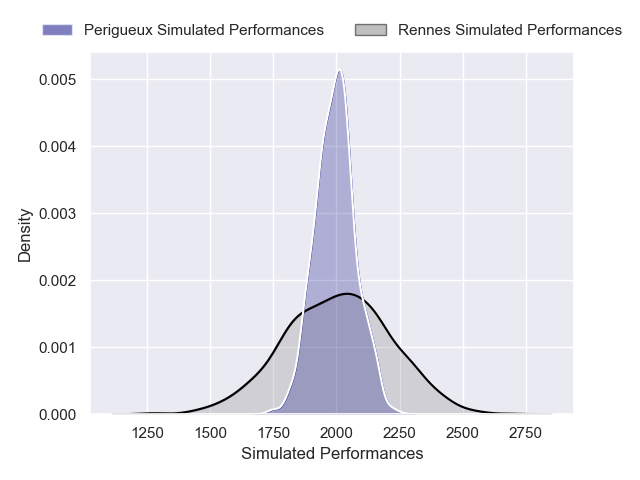 Perigueux Simulated Performances
Rennes Simulated Performances
0.005
0.004
0.003
0.002
0.001
0.000
Density
1250 1500 1750 2000 2250 2500 2750
Simulated Performances